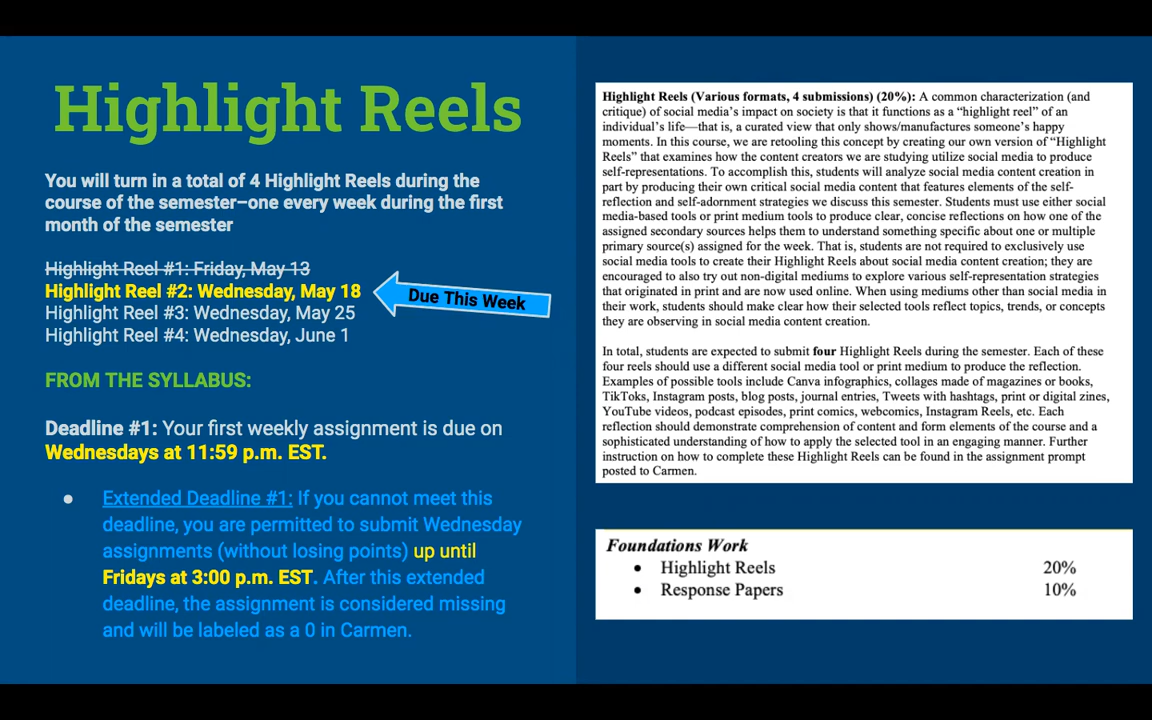 Highlight Reels
You will turn in a total of 4 Highlight Reels during the
course of the semester–one every week during the first
month of the semester
Highlight Reel #1: Friday, May 13
Highlight Reel #2: Wednesday, May 18
Due This Week
Highlight Reel #3: Wednesday, May 25
Highlight Reel #4: Wednesday, June 1
FROM THE SYLLABUS:
Deadline #1: Your first weekly assignment is due on
Wednesdays at 11:59 p.m. EST.
● Extended Deadline #1: If you cannot meet this
deadline, you are permitted to submit Wednesday
assignments (without losing points) up until
Fridays at 3:00 p.m. EST. After this extended
deadline, the assignment is considered missing
and will be labeled as a 0 in Carmen.
Highlight Reels (Various formats, 4 submissions) (20%): A common characterization (and
critique) of social media's impact on society is that it functions as a “highlight reel” of an
individual's life—that is, a curated view that only shows/manufactures someone's happy
moments. In this course, we are retooling this concept by creating our own version of “Highlight
Reels” that examines how the content creators we are studying utilize social media to produce
self-representations. To accomplish this, students will analyze social media content creation in
part by producing their own critical social media content that features elements of the self-
reflection and self-adornment strategies we discuss this semester. Students must use either social
media-based tools or print medium tools to produce clear, concise reflections on how one of the
assigned secondary sources helps them to understand something specific about one or multiple
primary source(s) assigned for the week. That is, students are not required to exclusively use
social media tools to create their Highlight Reels about social media content creation; they are
encouraged to also try out non-digital mediums to explore various self-representation strategies
that originated in print and are now used online. When using mediums other than social media in
their work, students should make clear how their selected tools reflect topics, trends, or concepts
they are observing in social media content creation.
In total, students are expected to submit four Highlight Reels during the semester. Each of these
four reels should use a different social media tool or print medium to produce the reflection.
Examples of possible tools include Canva infographics, collages made of magazines or books,
TikToks, Instagram posts, blog posts, journal entries, Tweets with hashtags, print or digital zines,
YouTube videos, podcast episodes, print comics, webcomics, Instagram Reels, etc. Each
reflection should demonstrate comprehension of content and form elements of the course and a
sophisticated understanding of how to apply the selected tool in an engaging manner. Further
instruction on how to complete these Highlight Reels can be found in the assignment prompt
posted to Carmen.
Foundations Work
● Highlight Reels 20%
● Response Papers 10%